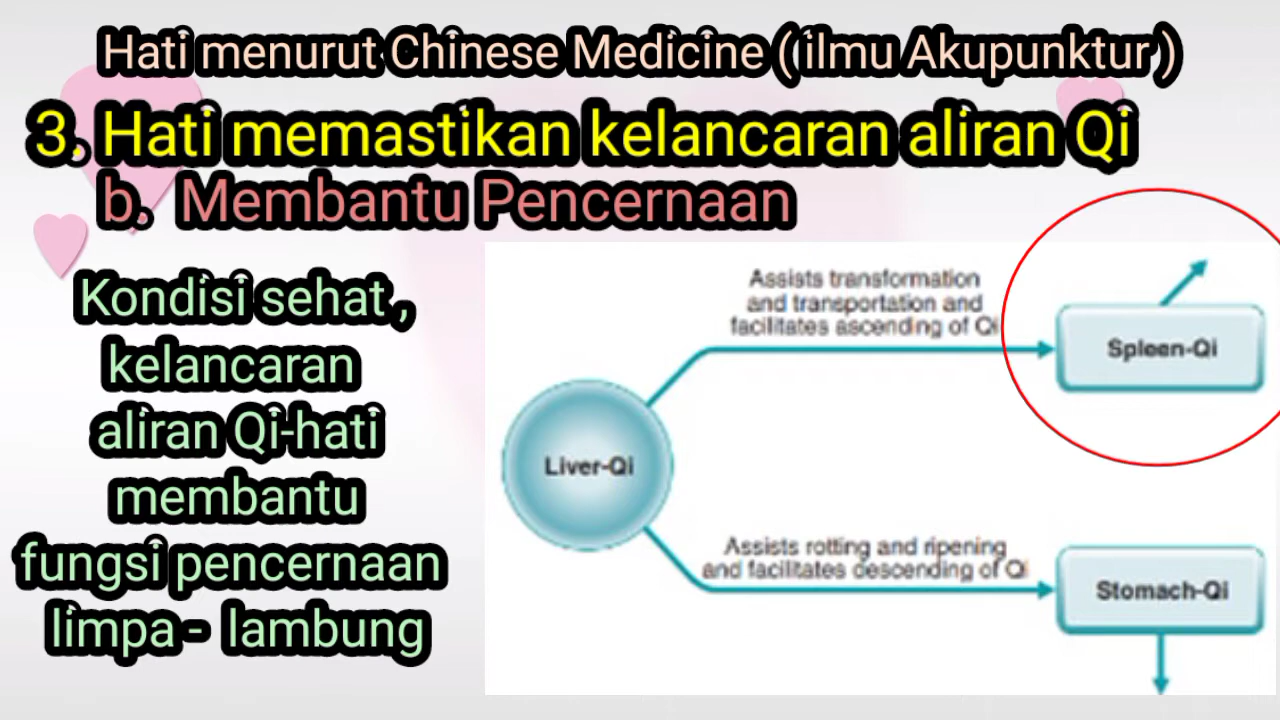 Hati menurut Chinese Medicine ( ilmu Akupunktur )
3. Hati memastikan kelancaran aliran Qi
b. Membantu Pencernaan
Kondisi sehat ,
kelancaran
aliran Qi-hati
membantu
fungsi pencernaan
limpa - lambung
Assists transformation
and transportation and
facilitates ascending of Qi
Spleen-Qi
Liver-Qi
Assists rotting and ripening
and facilitates descending of Qi
Stomach-Qi